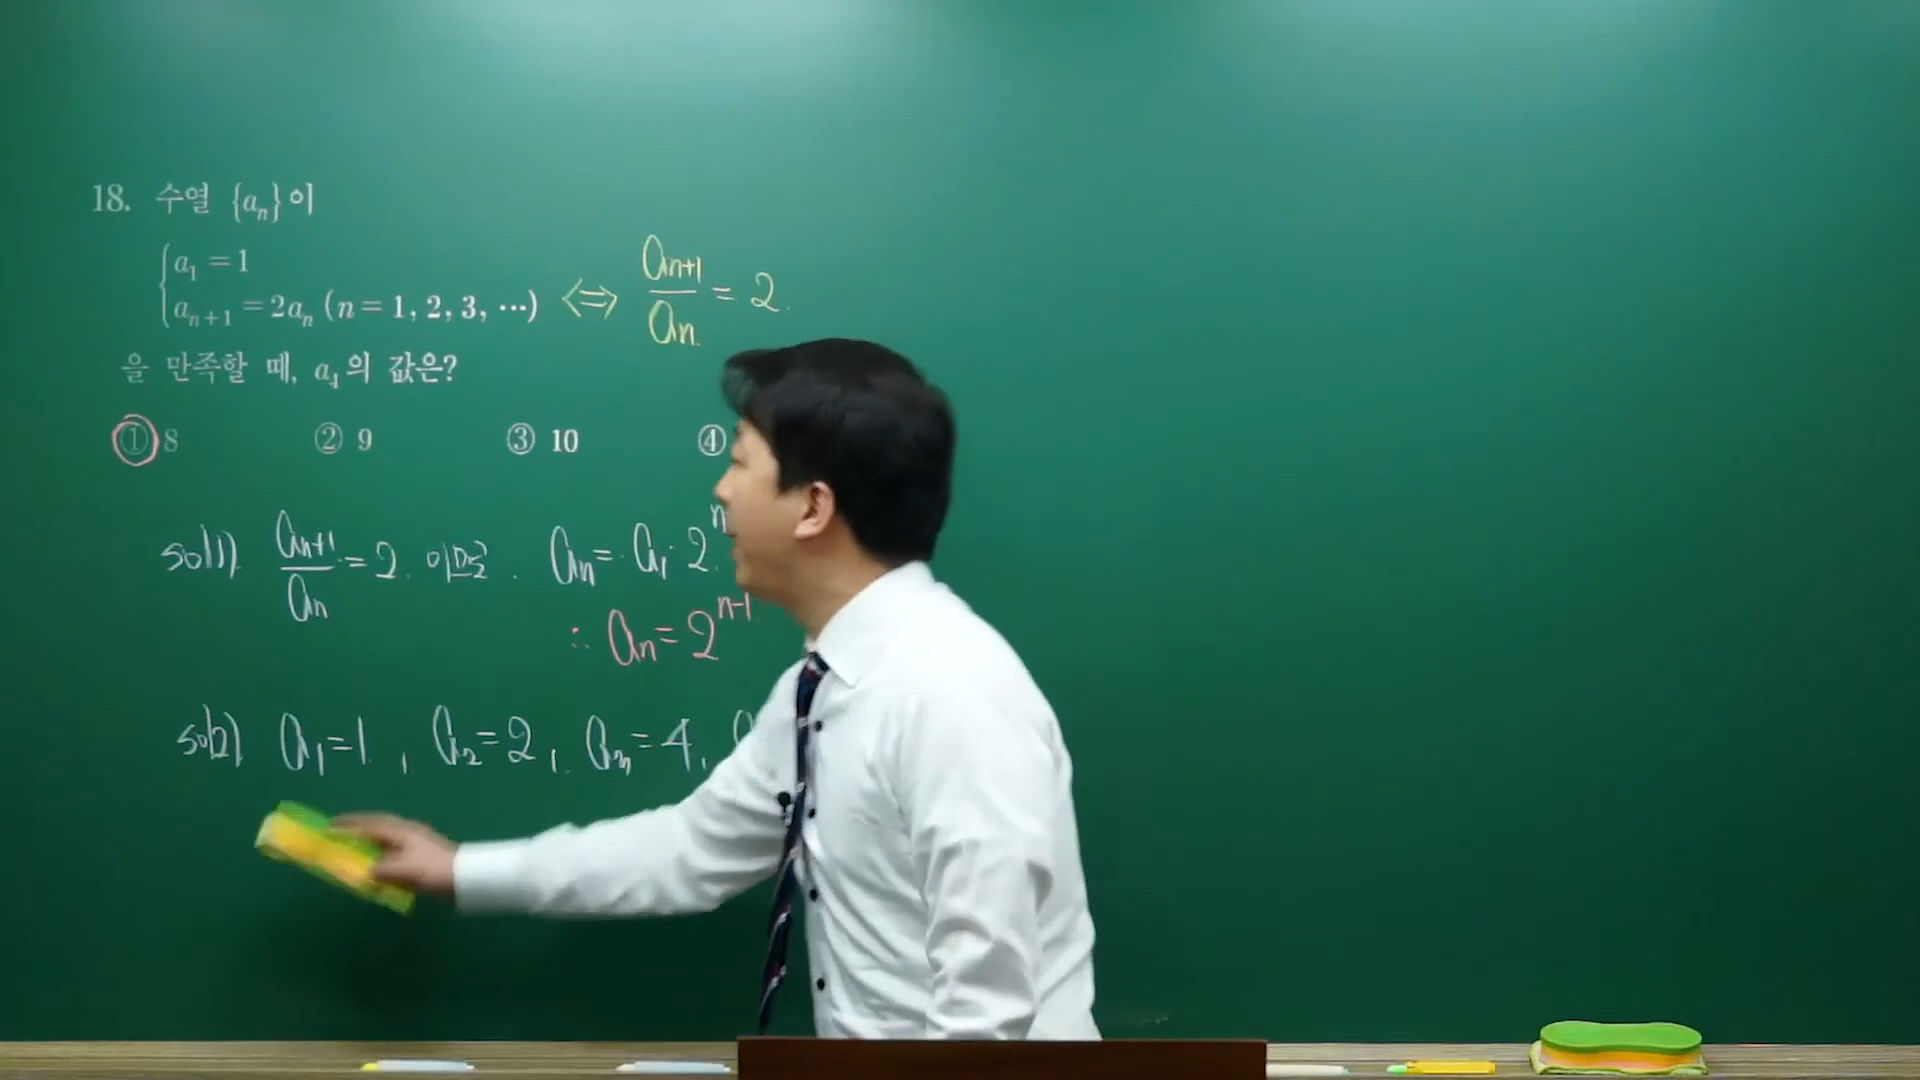 18. 수열 {aₙ}이
a₁ = 1
aₙ₊₁ = 2aₙ (n = 1, 2, 3, ⋯) ⟺ aₙ₊₁/aₙ = 2
을 만족할 때, a₄의 값은?
① 8 ② 9 ③ 10 ④
sol1) aₙ₊₁/aₙ = 2. 이므로. aₙ = a₁·2ⁿ
∴ aₙ = 2ⁿ⁻¹
sol2) a₁ = 1, a₂ = 2, a₃ = 4,